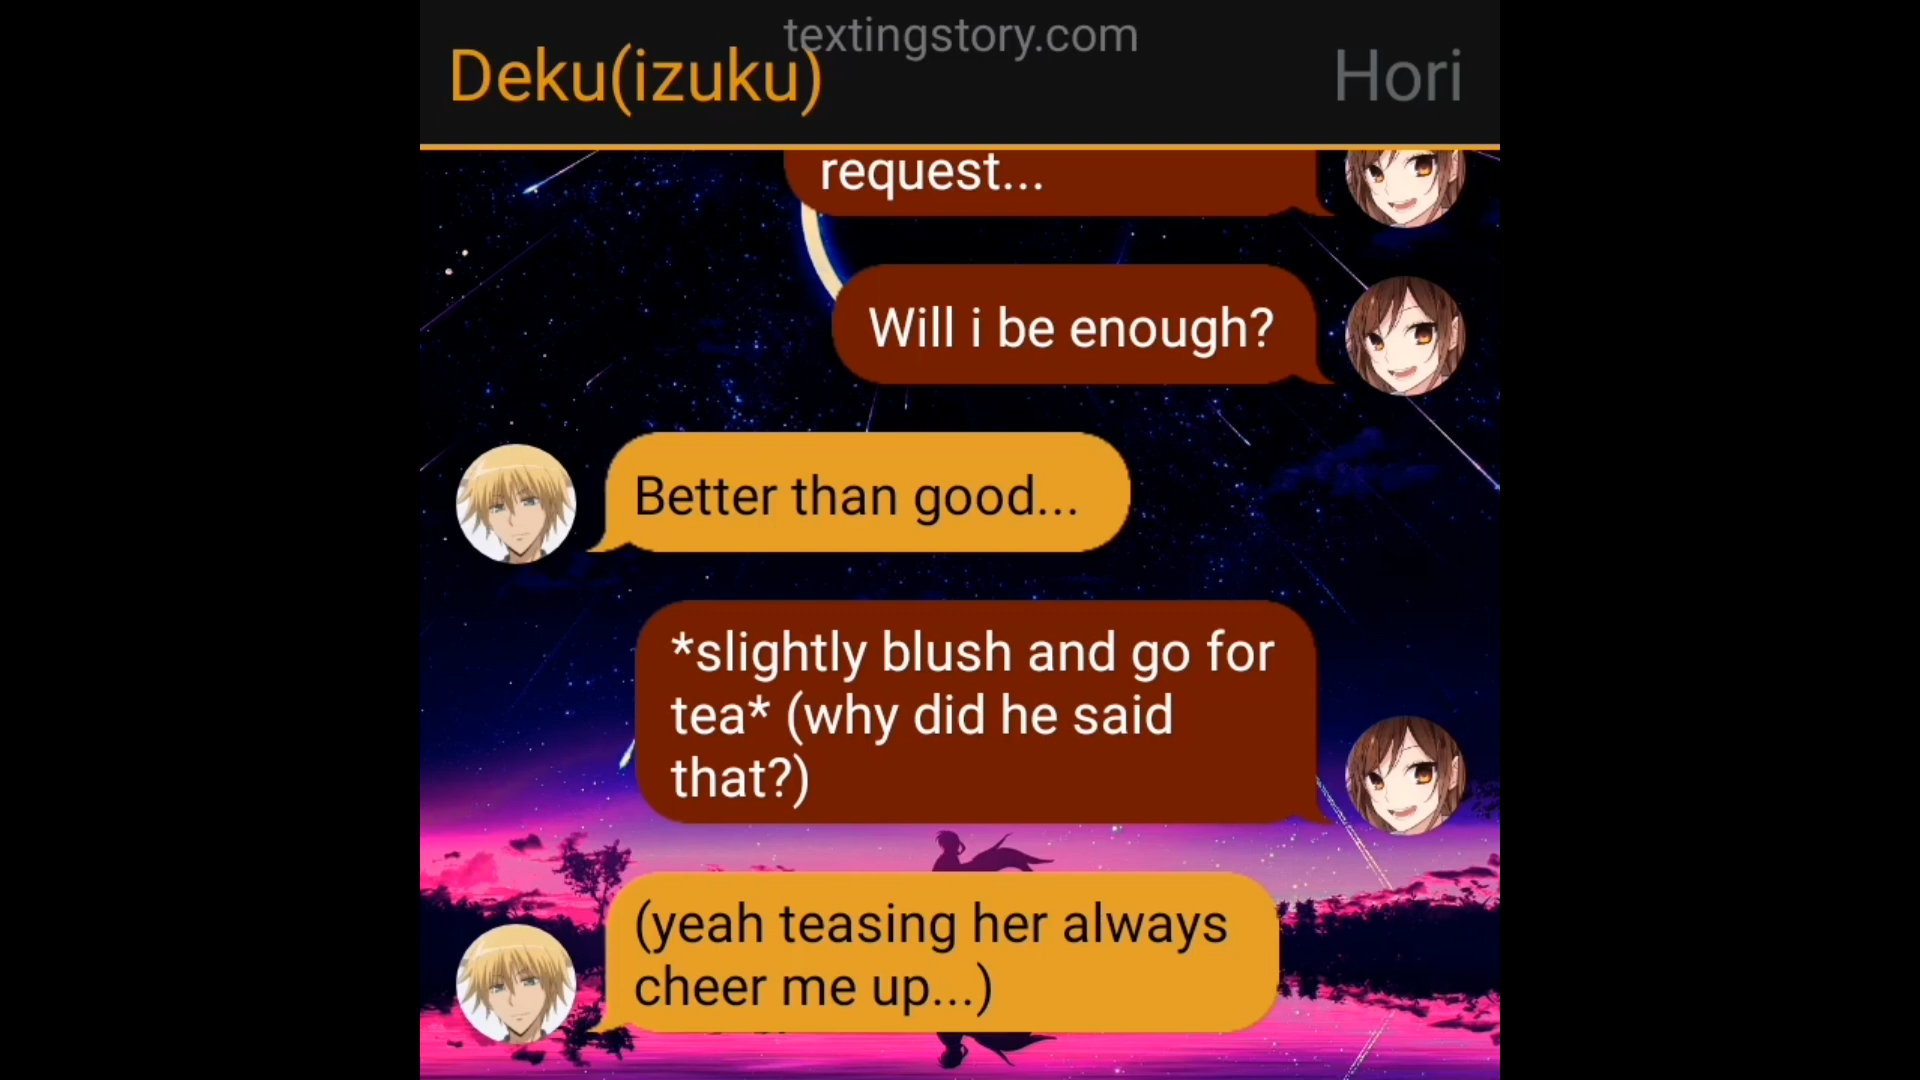 textingstory.com
Deku(izuku)
Hori
request...
Will i be enough?
Better than good...
*slightly blush and go for
tea* (why did he said
that?)
(yeah teasing her always
cheer me up...)